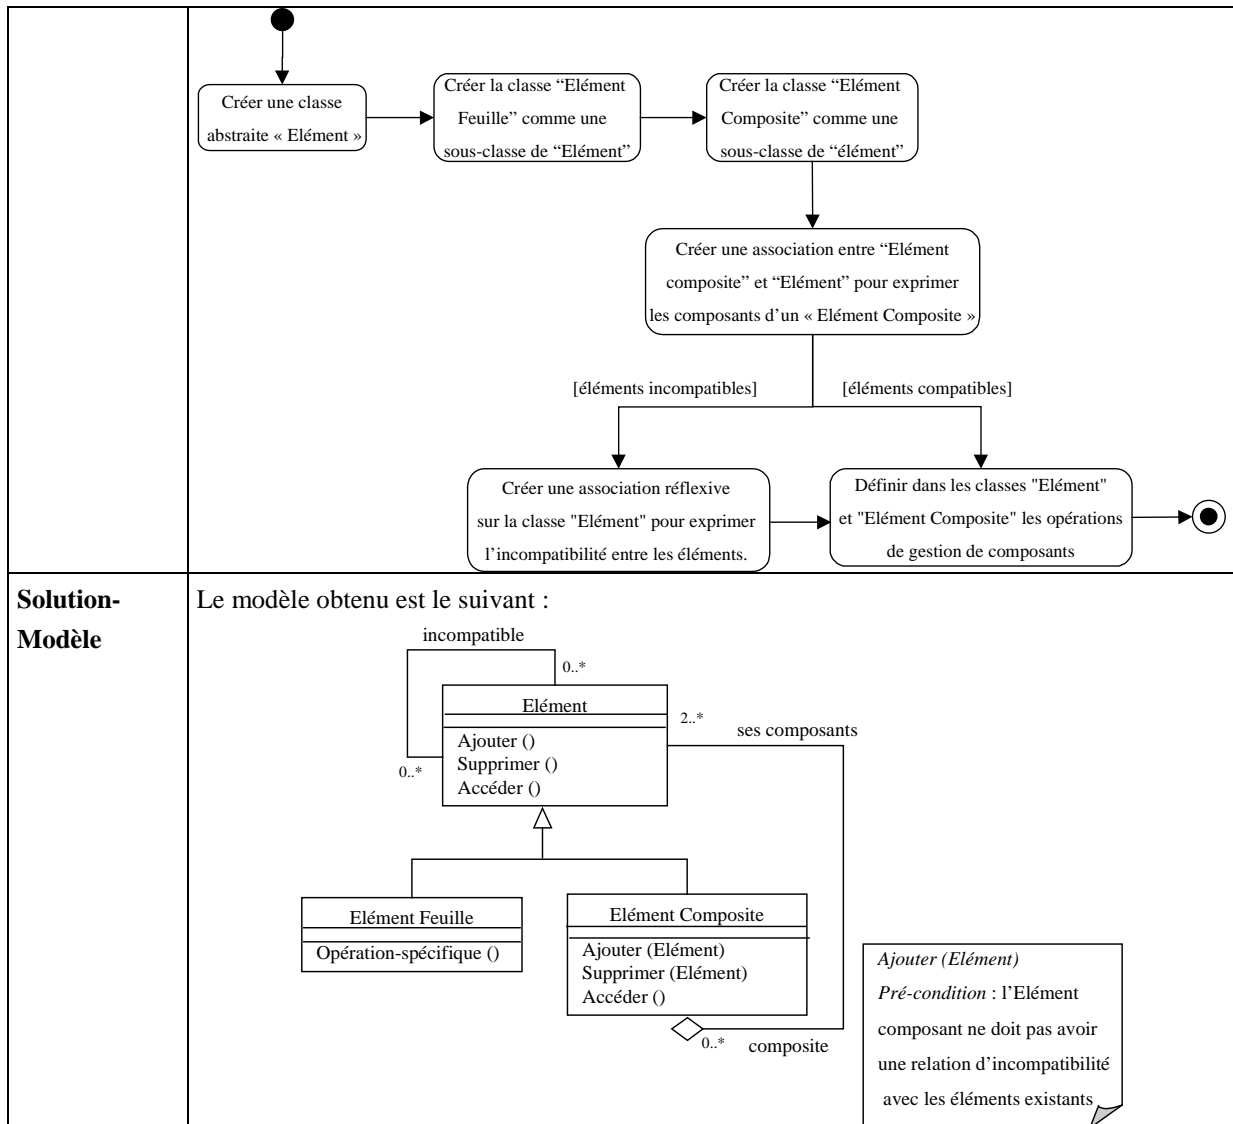 Créer une classe
abstraite « Elément »
Créer la classe “Elément
Feuille” comme une
sous-classe de “Elément”
Créer la classe “Elément
Composite” comme une
sous-classe de “élément”
Créer une association entre “Elément
composite” et “Elément” pour exprimer
les composants d’un « Elément Composite »
[éléments incompatibles]
[éléments compatibles]
Créer une association réflexive
sur la classe "Elément" pour exprimer
l’incompatibilité entre les éléments.
Définir dans les classes "Elément"
et "Elément Composite" les opérations
de gestion de composants
Solution-
Modèle
Le modèle obtenu est le suivant :
incompatible
0..*
Elément
2..*
ses composants
Ajouter ()
Supprimer ()
Accéder ()
0..*
Elément Feuille
Opération-spécifique ()
Elément Composite
Ajouter (Elément)
Supprimer (Elément)
Accéder ()
0..*
composite
Ajouter (Elément)
Pré-condition : l’Elément
composant ne doit pas avoir
une relation d’incompatibilité
avec les éléments existants